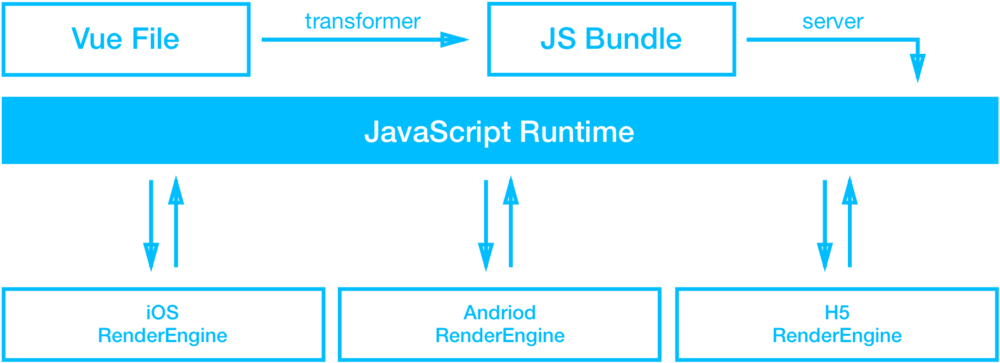 Vue File
transformer
JS Bundle
server
JavaScript Runtime
iOS
RenderEngine
Andriod
RenderEngine
H5
RenderEngine